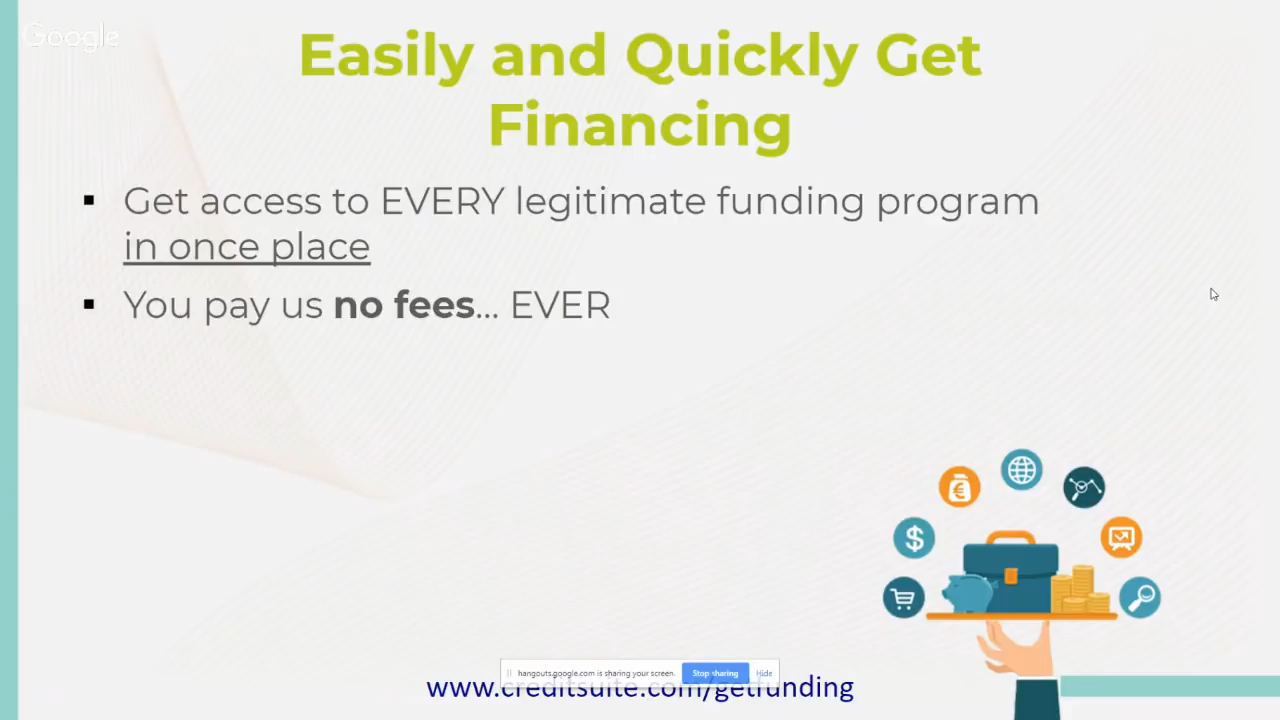 Google
Easily and Quickly Get
Financing
▪ Get access to EVERY legitimate funding program
in once place
▪ You pay us no fees... EVER
hangouts.google.com is sharing your screen. Stop sharing Hide
www.creditsuite.com/getfunding